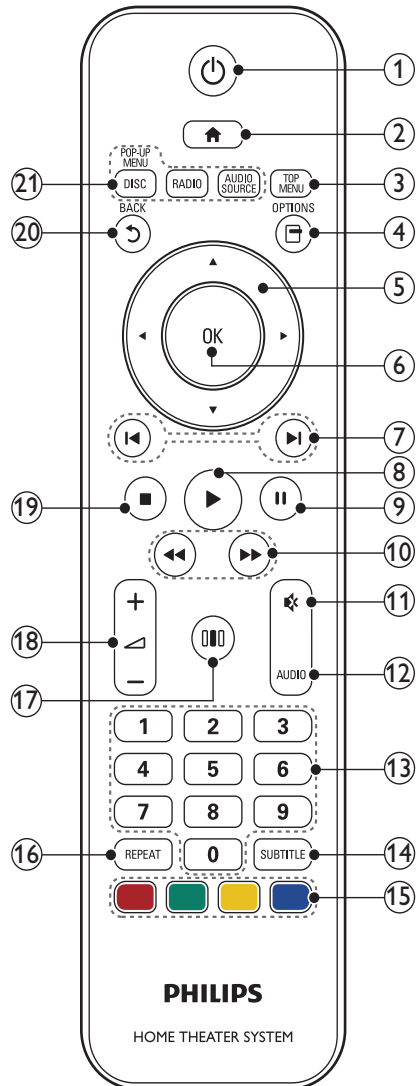 1
2
POP-UP
MENU
DISC
RADIO
AUDIO
SOURCE
TOP
MENU
21
3
BACK
OPTIONS
20
4
5
OK
6
7
8
19
9
10
+
11
18
AUDIO
12
–
17
1 2 3
4 5 6
13
7 8 9
16
REPEAT
0
SUBTITLE
14
15
PHILIPS
HOME THEATER SYSTEM